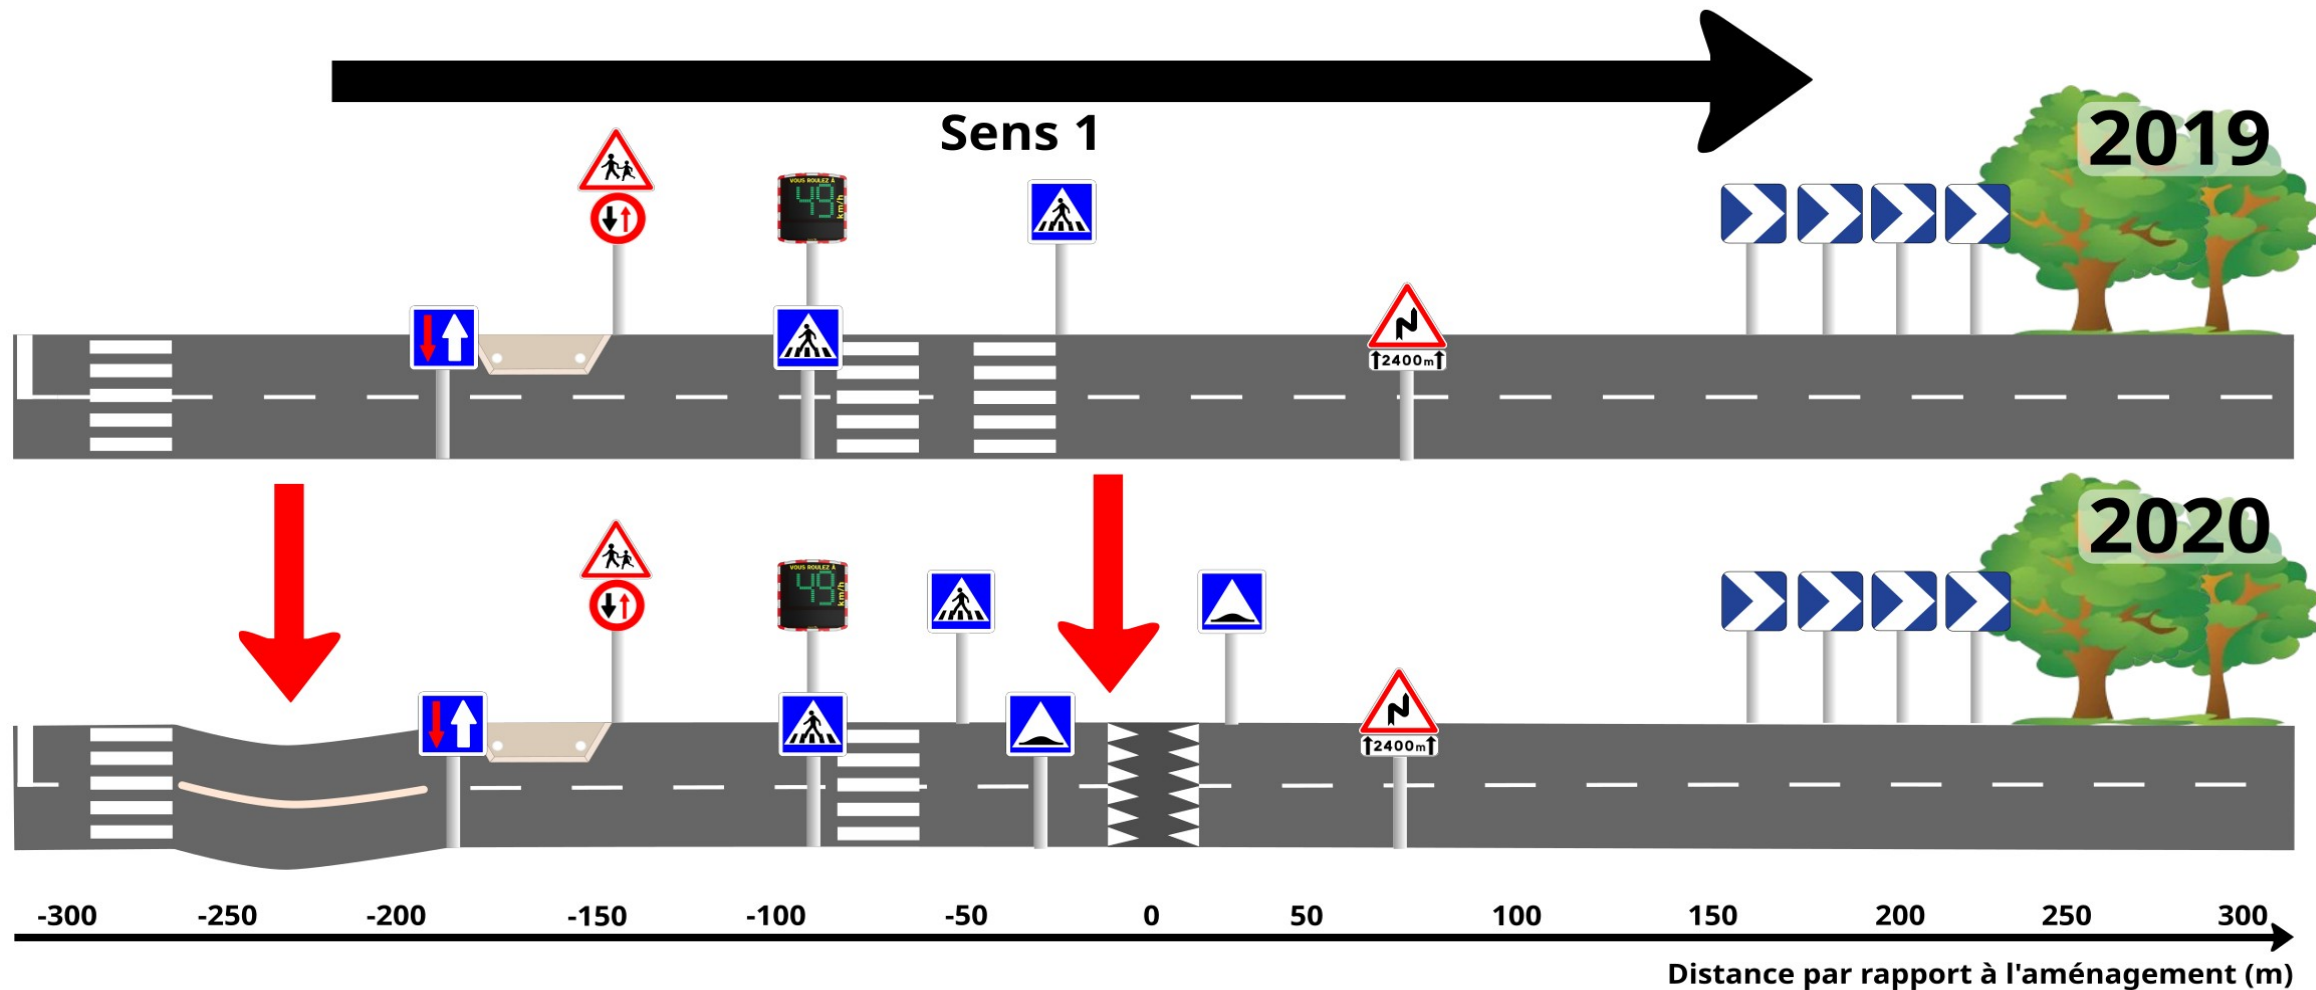 Sens 1
2019
VOUS ROULEZ À
49
km/h
2400m
2020
VOUS ROULEZ À
49
km/h
2400m
-300 -250 -200 -150 -100 -50 0 50 100 150 200 250 300
Distance par rapport à l'aménagement (m)